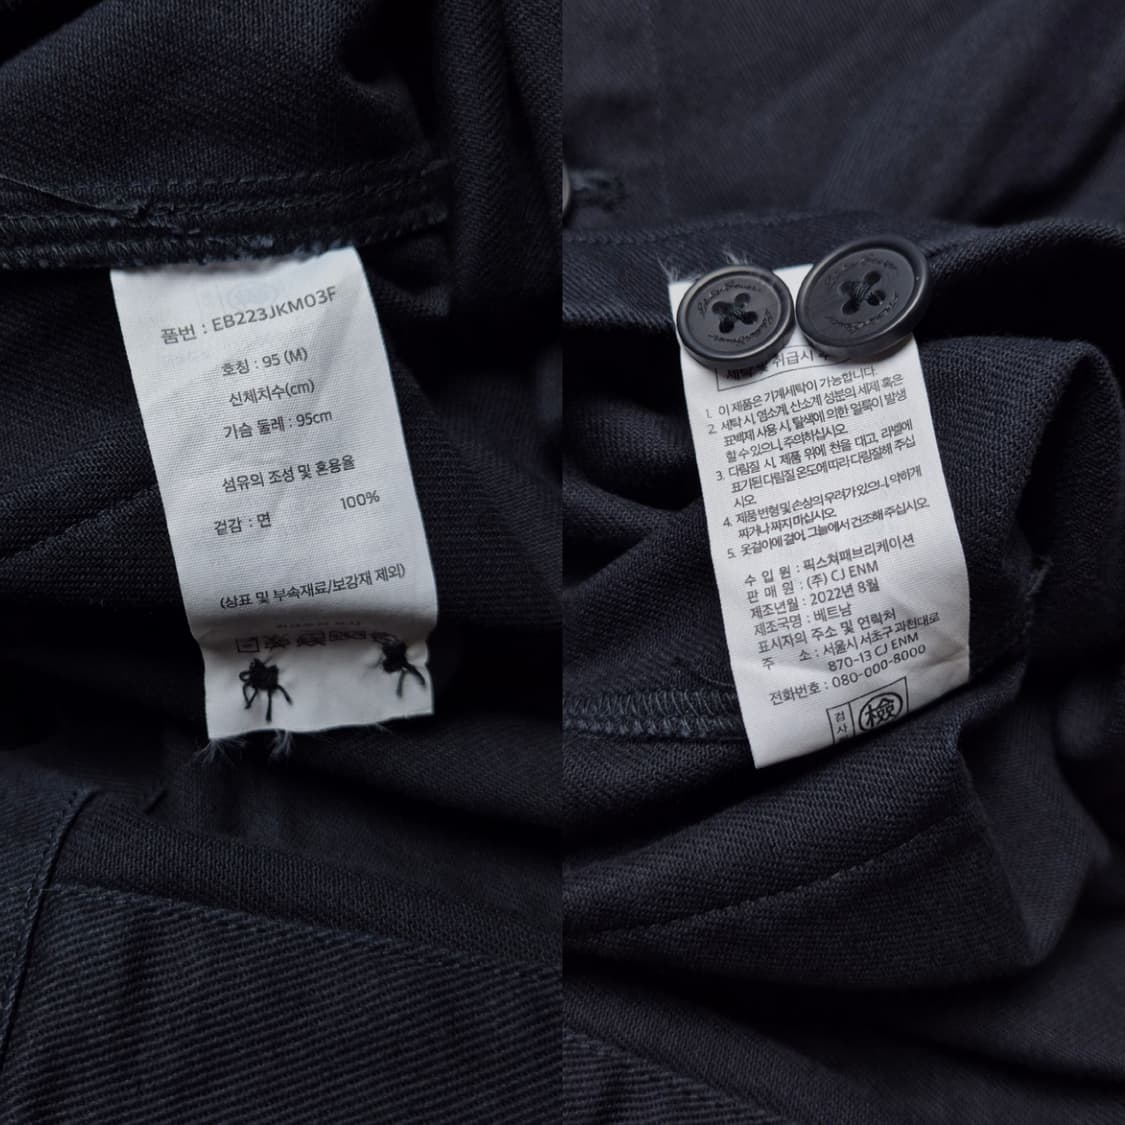 품번 : EB223JKM03F
호칭 : 95 (M)
신체치수(cm)
가슴 둘레 : 95cm
섬유의 조성 및 혼용율
겉감 : 면 100%
(상표 및 부속재료/보강재 제외)
세탁 및 취급시
1. 이 제품은 기계세탁이 가능합니다.
2. 세탁 시 염소계, 산소계 성분의 세제 혹은
표백제 사용 시, 탈색에 의한 얼룩이 발생
할 수 있으니, 주의하십시오.
3. 다림질 시, 제품 위에 천을 대고, 라벨에
표기된 다림질 온도에 따라 다림질해 주십
시오.
4. 제품 변형 및 손상의 우려가 있으니, 약하게
짜거나 짜지 마십시오.
5. 옷걸이에 걸어, 그늘에서 건조해 주십시오.
수 입 원 : 픽스쳐패브리케이션
판 매 원 : (주) CJ ENM
제조년월 : 2022년 8월
제조국명 : 베트남
표시자의 주소 및 연락처
주 소 : 서울시 서초구 과천대로
870-13 CJ ENM
전화번호 : 080-000-8000
검사 檢